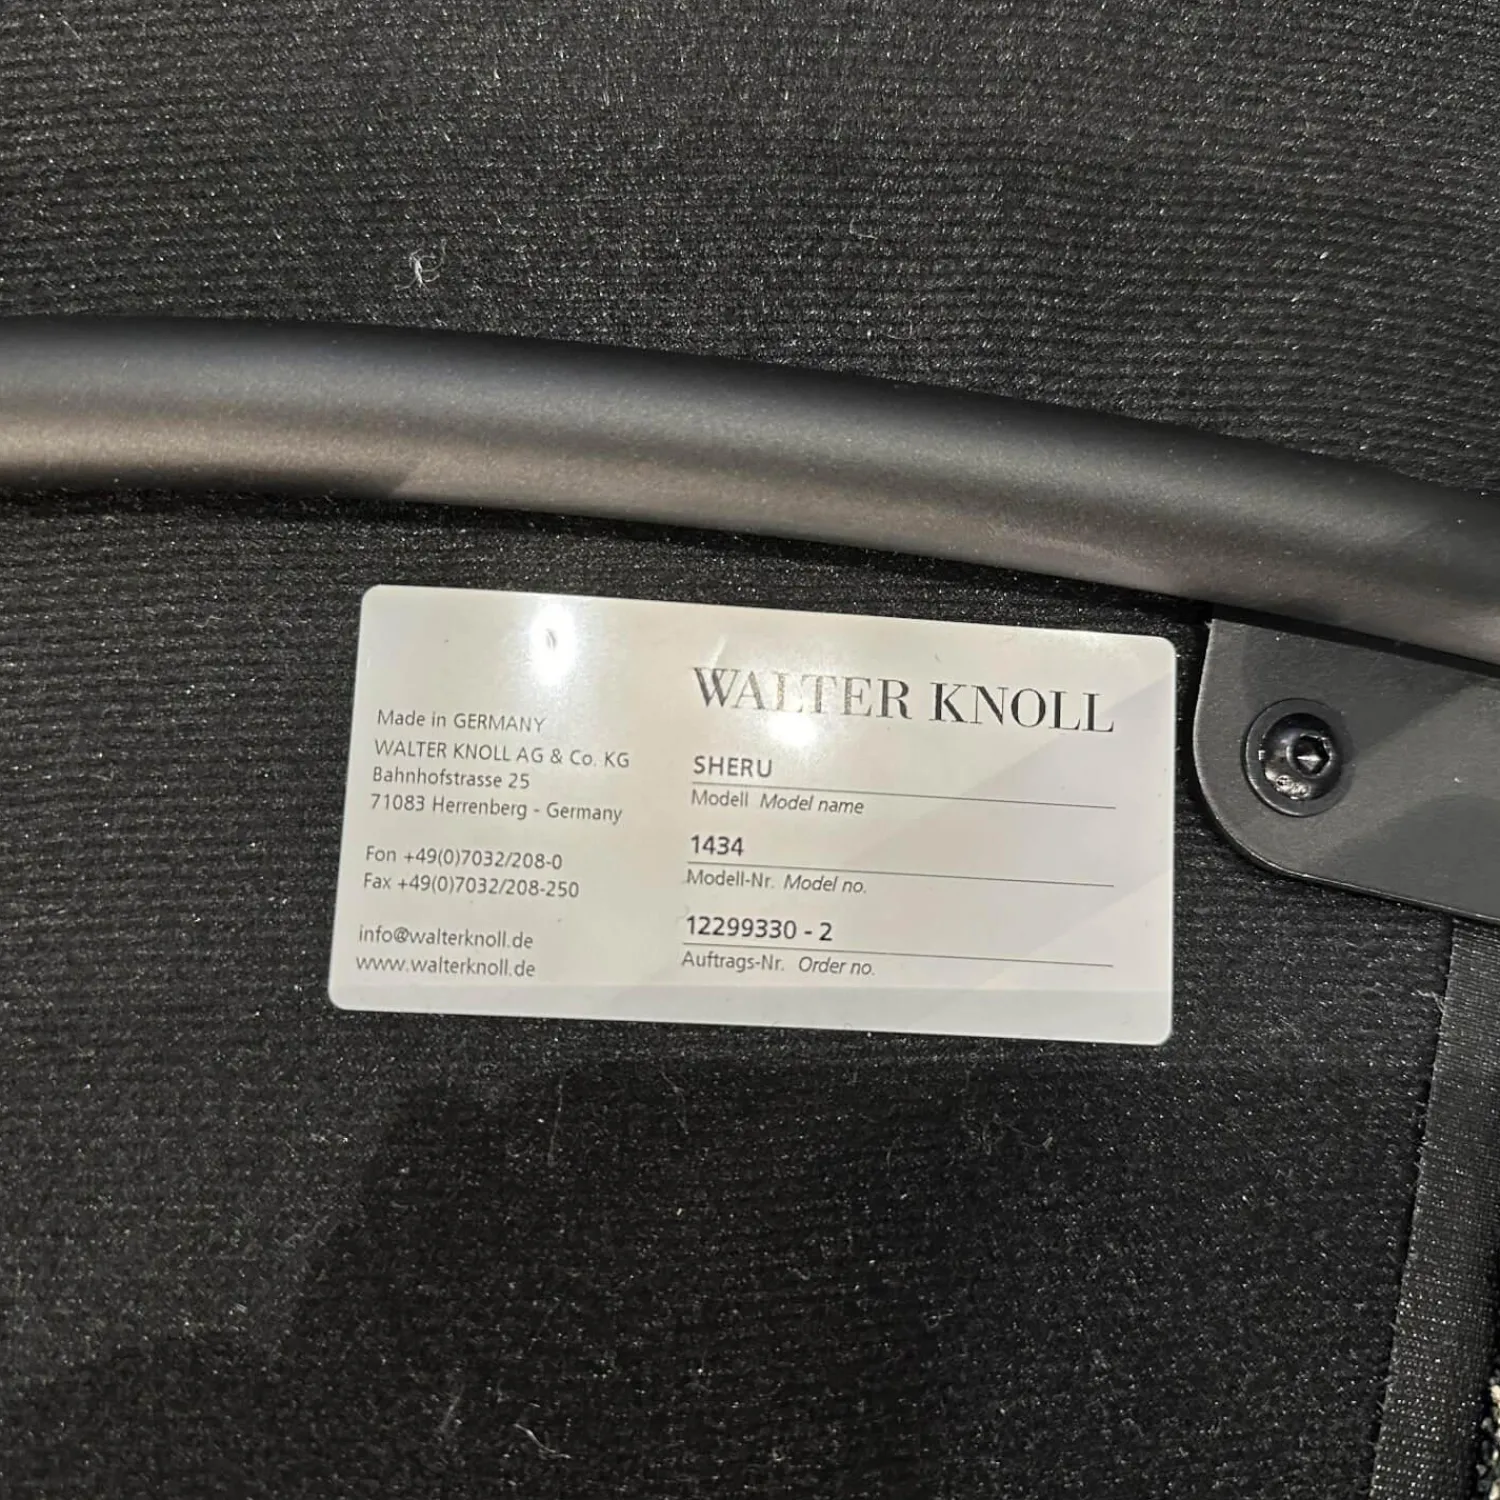 Made in GERMANY
WALTER KNOLL AG & Co. KG
Bahnhofstrasse 25
71083 Herrenberg - Germany
Fon +49(0)7032/208-0
Fax +49(0)7032/208-250
info@walterknoll.de
www.walterknoll.de
WALTER KNOLL
SHERU
Modell Model name
1434
Modell-Nr. Model no.
12299330 - 2
Auftrags-Nr. Order no.